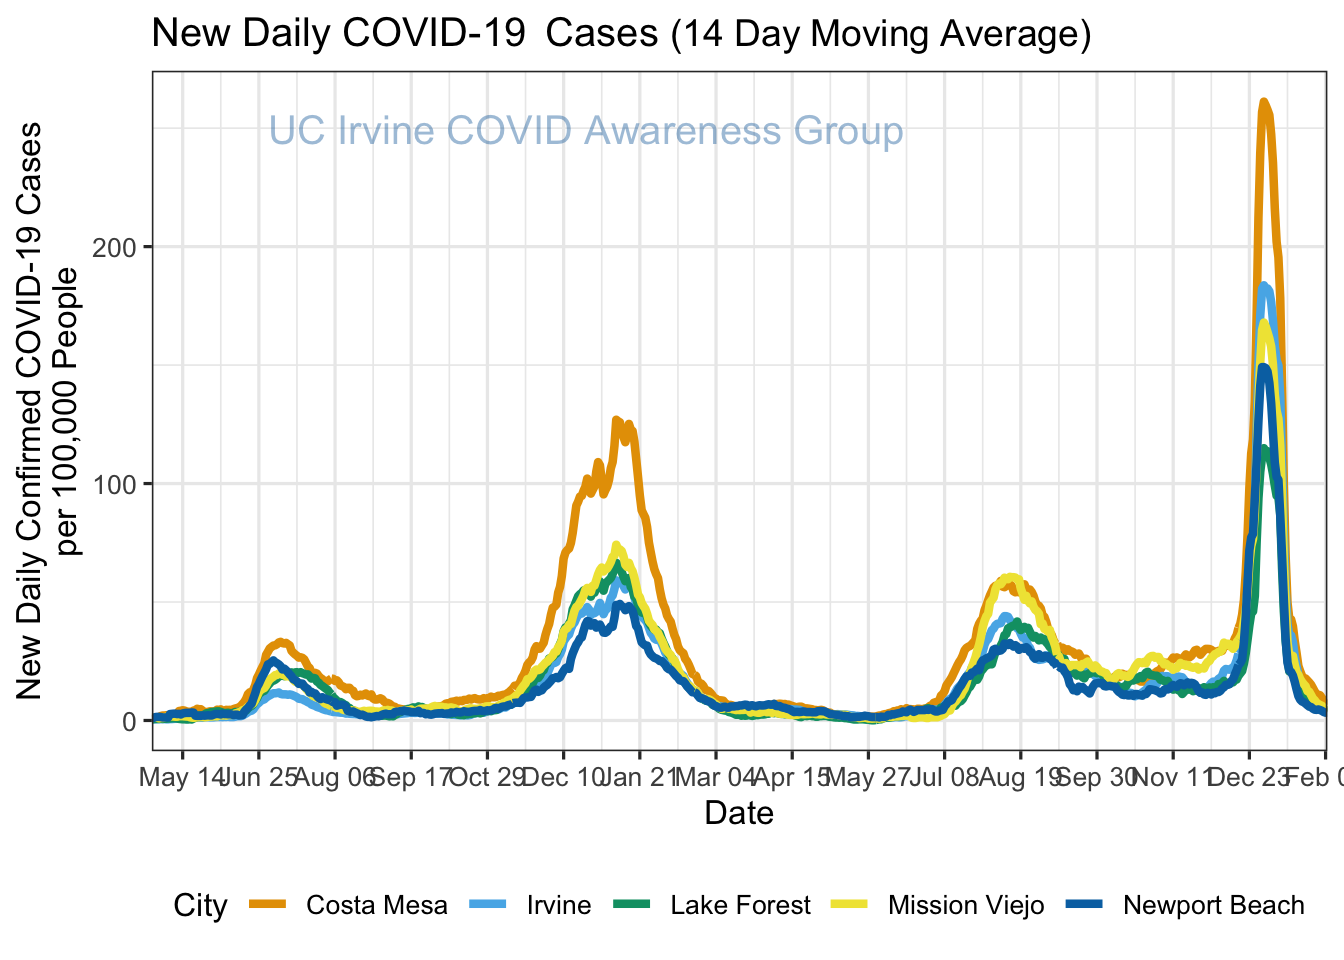 New Daily COVID-19  Cases (14 Day Moving Average)
UC Irvine COVID Awareness Group
New Daily Confirmed COVID-19 Cases
per 100,000 People
200
100
0
May 14 Jun 25 Aug 06 Sep 17 Oct 29 Dec 10 Jan 21 Mar 04 Apr 15 May 27 Jul 08 Aug 19 Sep 30 Nov 11 Dec 23 Feb 0
Date
City Costa Mesa Irvine Lake Forest Mission Viejo Newport Beach